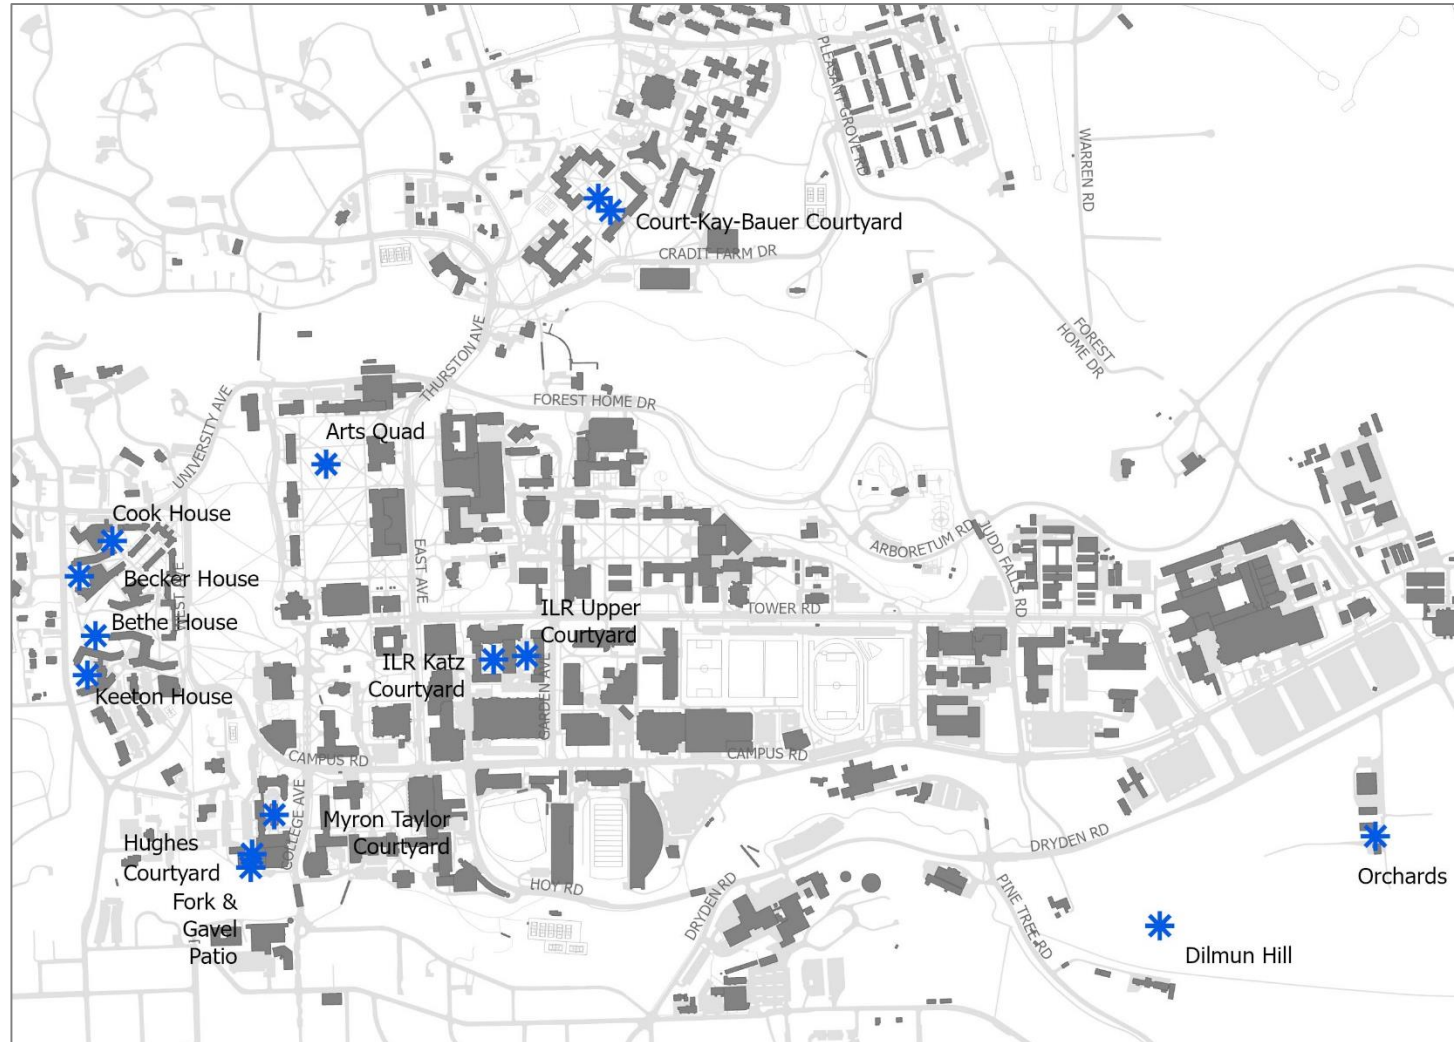 PLEASANT GROVE RD
WARREN RD
Court-Kay-Bauer Courtyard
CRADIT FARM DR
FOREST
HOME DR
THURSTON AVE
UNIVERSITY AVE
FOREST HOME DR
Arts Quad
Cook House
ARBORETUM RD
JUDD FALLS RD
EAST AVE
Becker House
WEST AVE
TOWER RD
ILR Upper
Courtyard
Bethe House
ILR Katz
Courtyard
GARDEN AVE
Keeton House
CAMPUS RD
CAMPUS RD
COLLEGE AVE
Myron Taylor
Courtyard
Hughes
Courtyard
DRYDEN RD
Orchards
HOY RD
Fork &
Gavel
Patio
DRYDEN RD
PINE TREE RD
Dilmun Hill